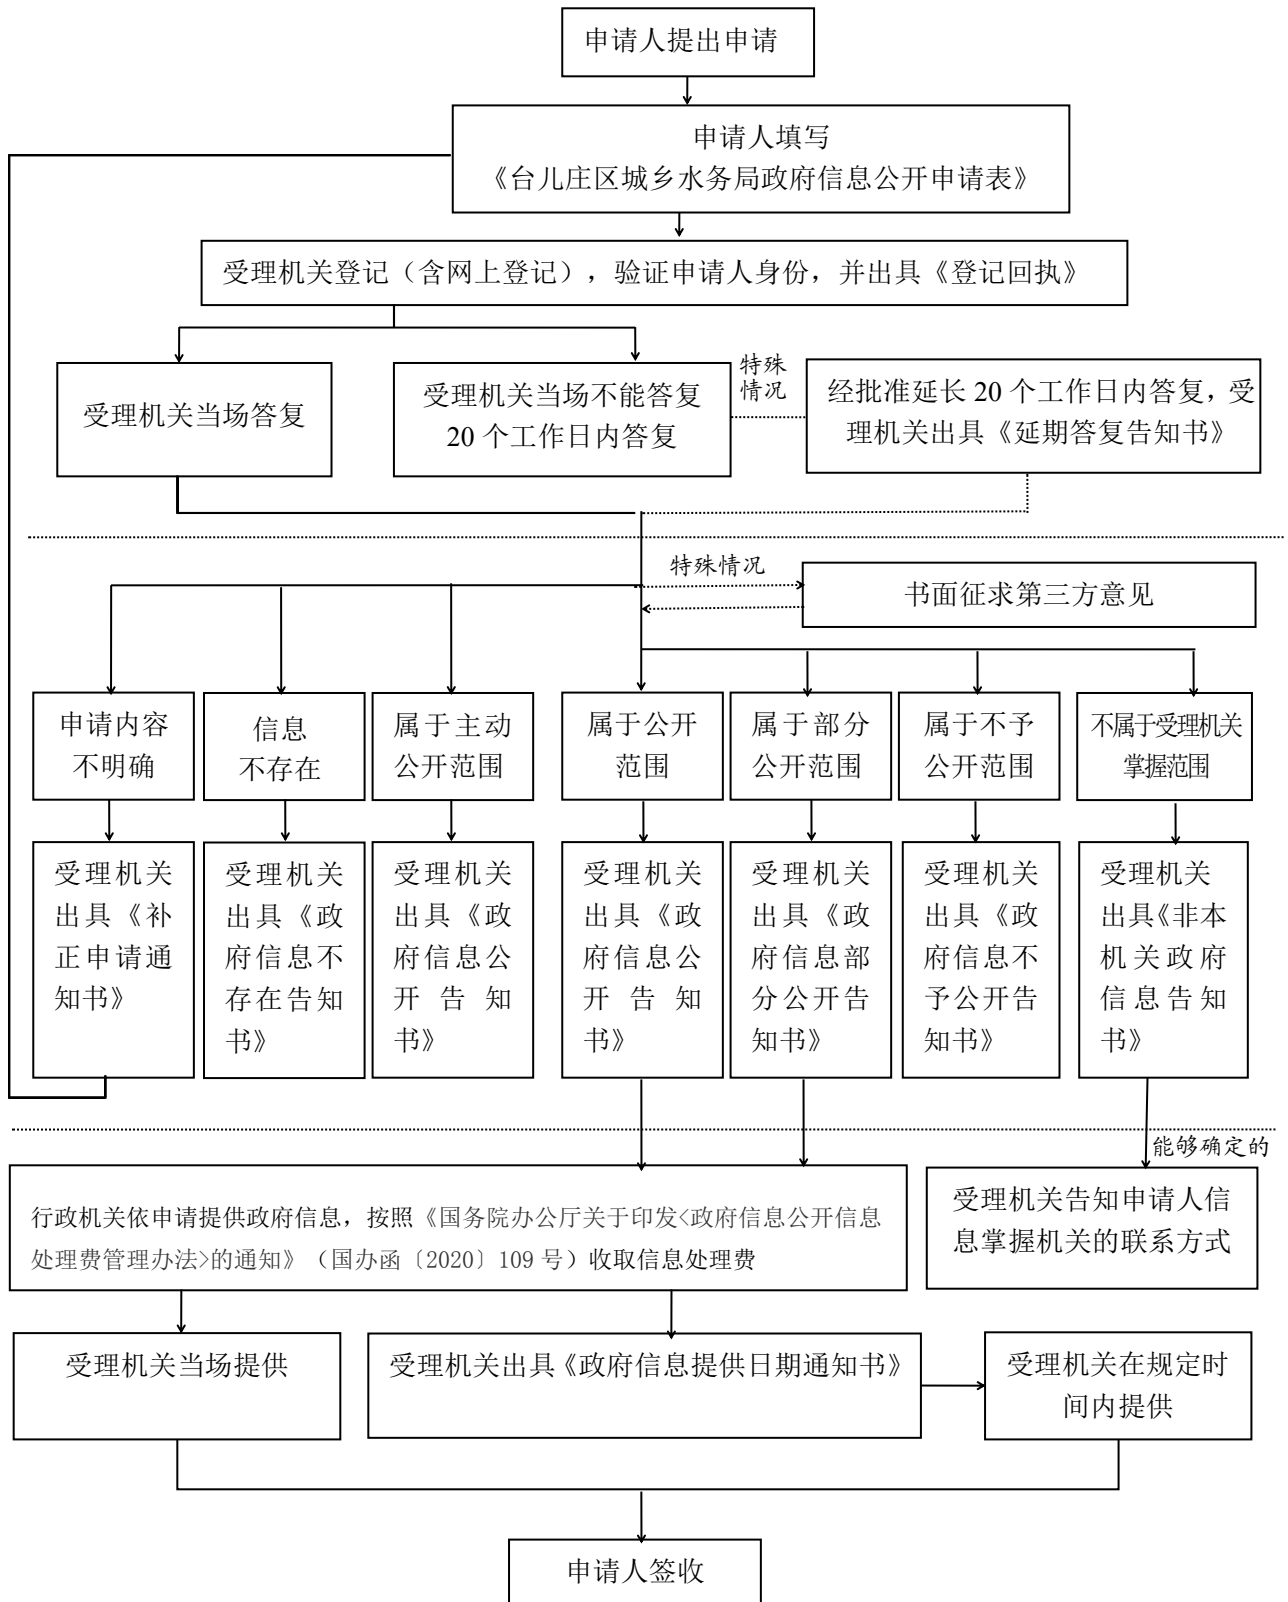 申请人提出申请
申请人填写
《台儿庄区城乡水务局政府信息公开申请表》
受理机关登记（含网上登记），验证申请人身份，并出具《登记回执》
受理机关当场答复
受理机关当场不能答复
20 个工作日内答复
特殊
情况
经批准延长 20 个工作日内答复，受
理机关出具《延期答复告知书》
特殊情况
书面征求第三方意见
申请内容
不明确
信息
不存在
属于主动
公开范围
属于公开
范围
属于部分
公开范围
属于不予
公开范围
不属于受理机关
掌握范围
受理机关
出具《补
正申请通
知书》
受理机关
出具《政
府信息不
存在告知
书》
受理机关
出具《政
府信息公
开告知
书》
受理机关
出具《政
府信息公
开告知
书》
受理机关
出具《政
府信息部
分公开告
知书》
受理机关
出具《政
府信息不
予公开告
知书》
受理机关
出具《非本
机关政府
信息告知
书》
能够确定的
行政机关依申请提供政府信息，按照《国务院办公厅关于印发<政府信息公开信息
处理费管理办法>的通知》（国办函〔2020〕109 号）收取信息处理费
受理机关告知申请人信
息掌握机关的联系方式
受理机关当场提供
受理机关出具《政府信息提供日期通知书》
受理机关在规定时
间内提供
申请人签收